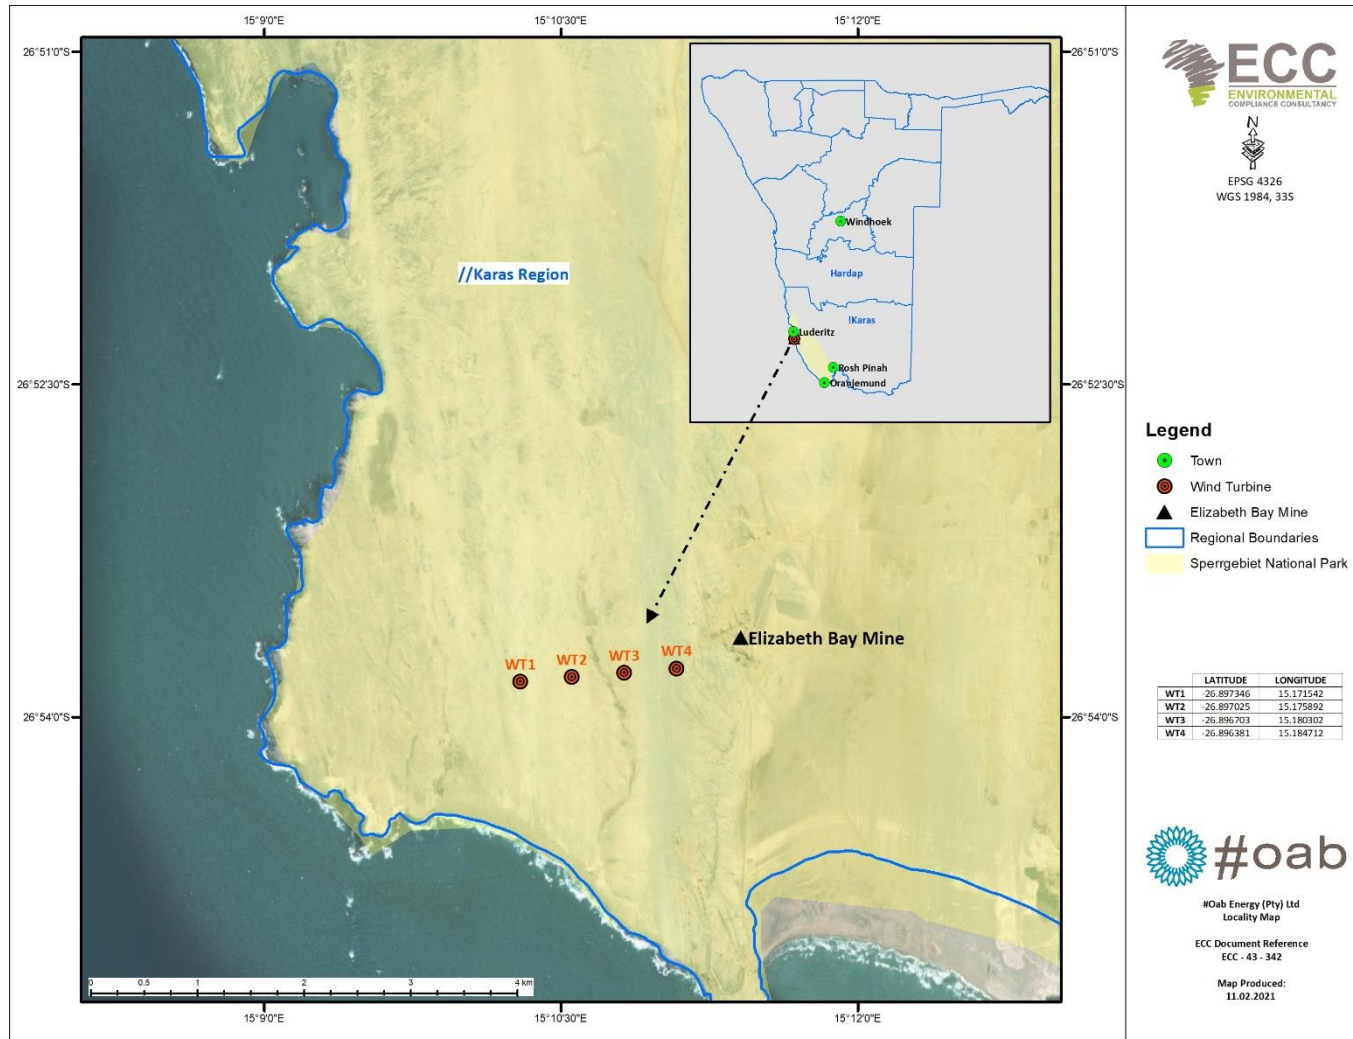 15°9'0"E 15°10'30"E 15°12'0"E
26°51'0"S
26°51'0"S
26°52'30"S
26°52'30"S
26°54'0"S
26°54'0"S
15°9'0"E 15°10'30"E 15°12'0"E
//Karas Region
Windhoek
Hardap
!Karas
Luderitz
Rosh Pinah
Oranjemund
WT1 WT2 WT3 WT4
Elizabeth Bay Mine
0 0.5 1 2 3 4 km
ECC
ENVIRONMENTAL
COMPLIANCE CONSULTANCY
N
EPSG 4326
WGS 1984, 33S
Legend
Town
Wind Turbine
Elizabeth Bay Mine
Regional Boundaries
Sperrgebiet National Park
LATITUDE LONGITUDE
WT1 -26.897346 15.171542
WT2 -26.897025 15.175892
WT3 -26.896703 15.180302
WT4 -26.896381 15.184712
#oab
#Oab Energy (Pty) Ltd
Locality Map
ECC Document Reference
ECC - 43 - 342
Map Produced:
11.02.2021